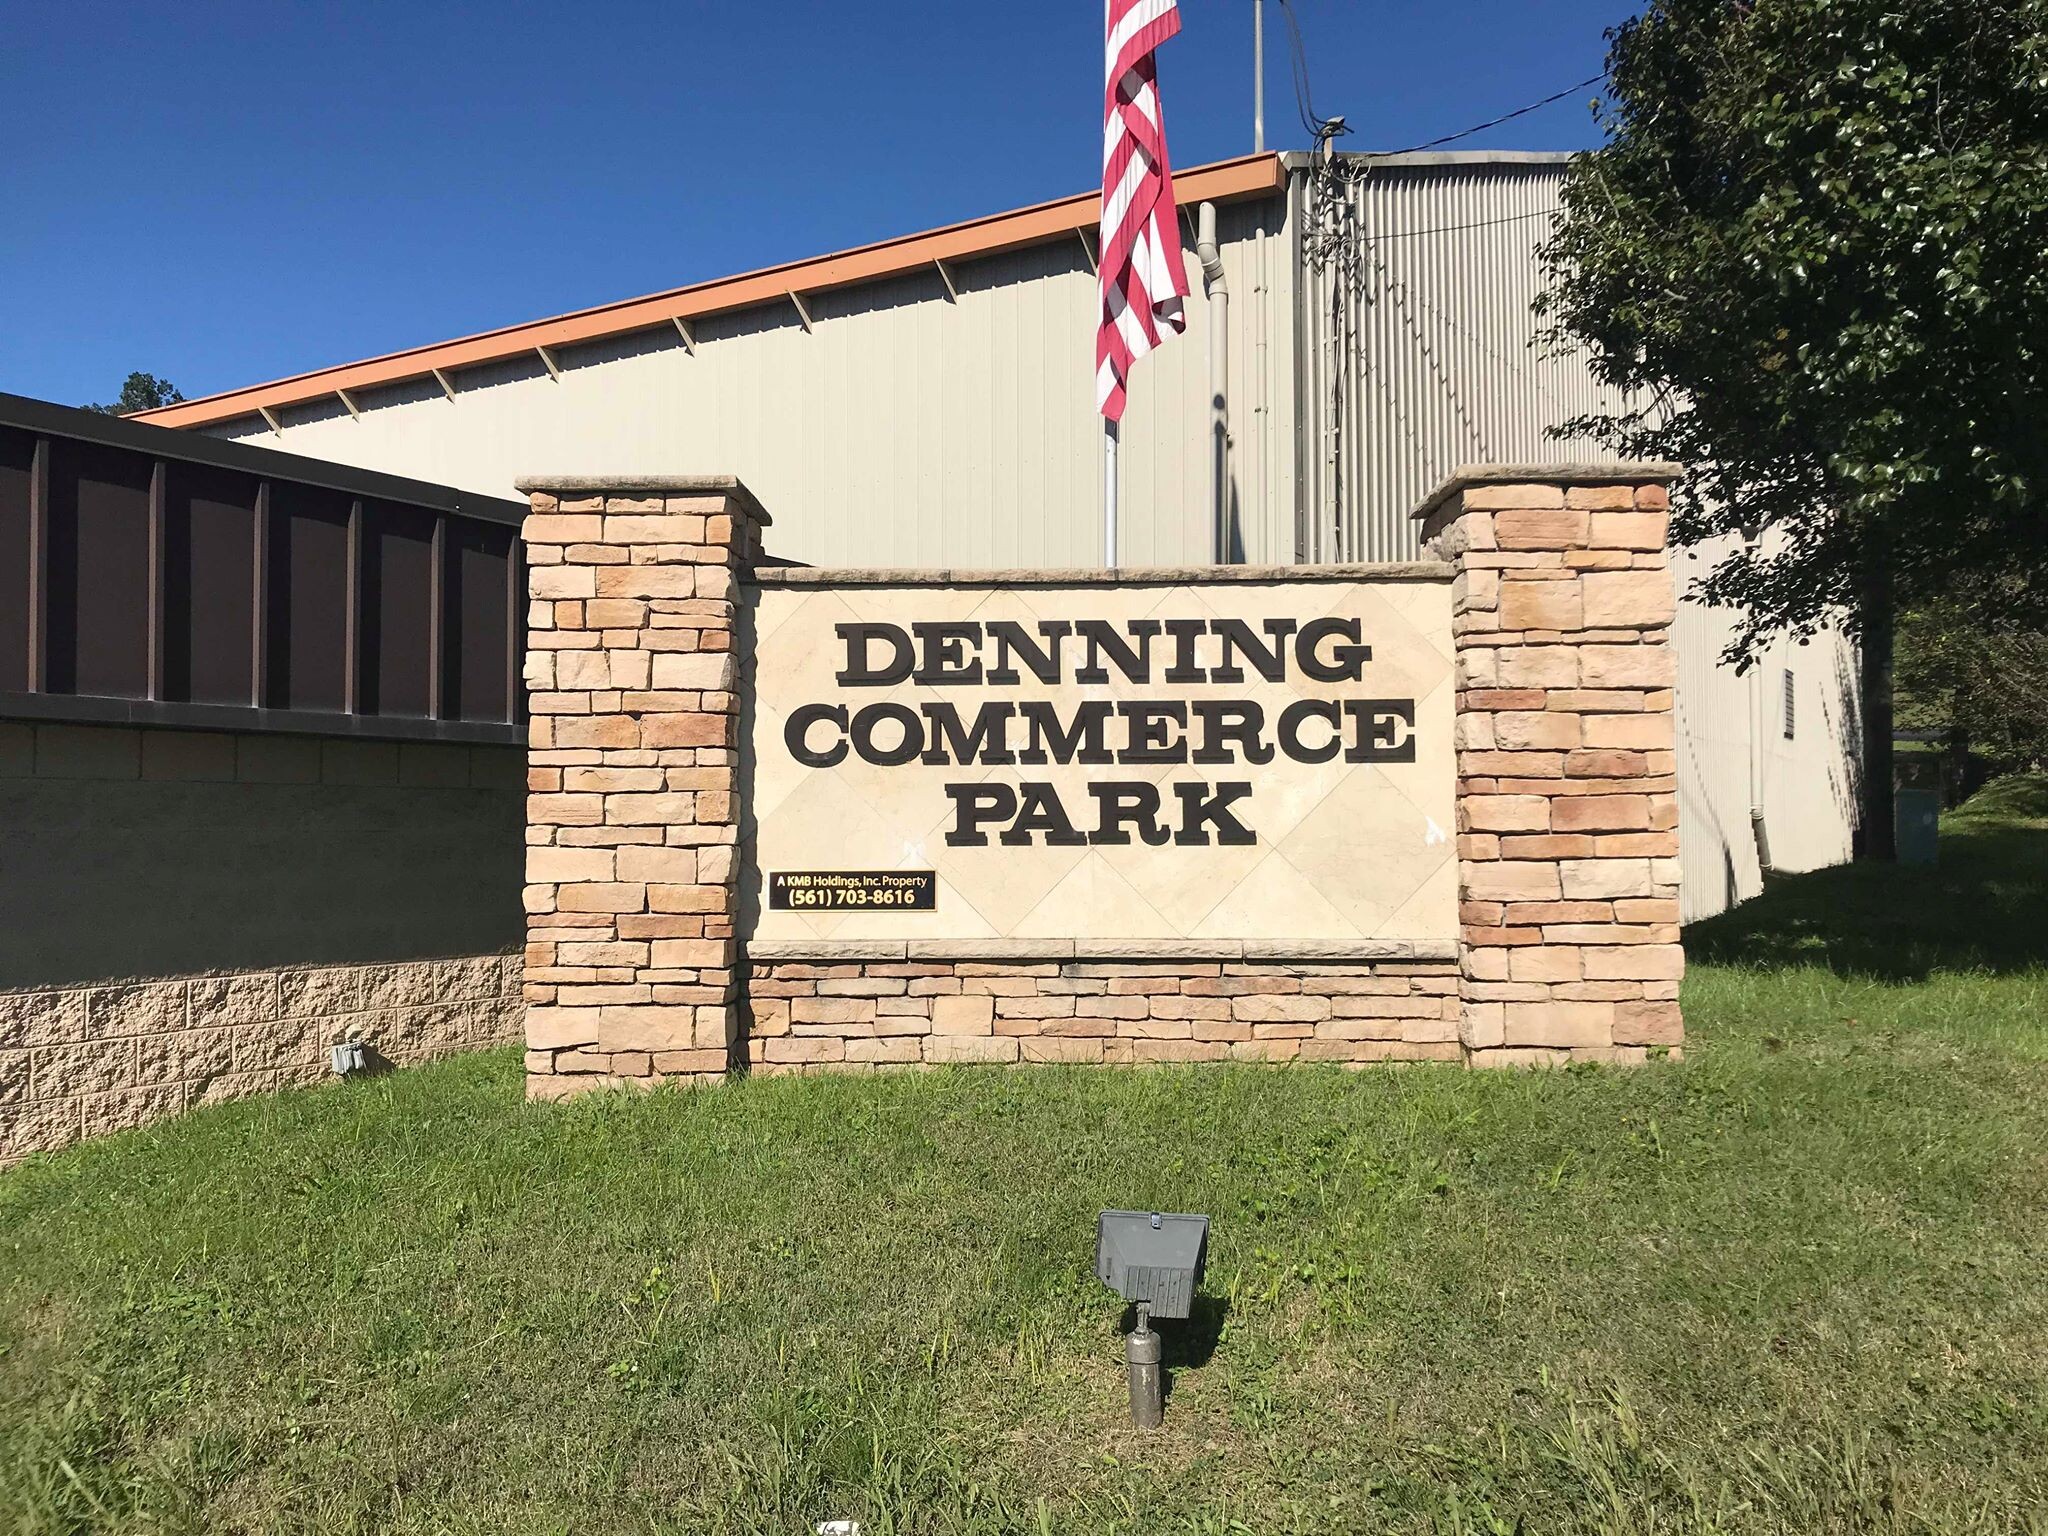 DENNING
COMMERCE
PARK
A KMB Holdings, Inc. Property
(561) 703-8616